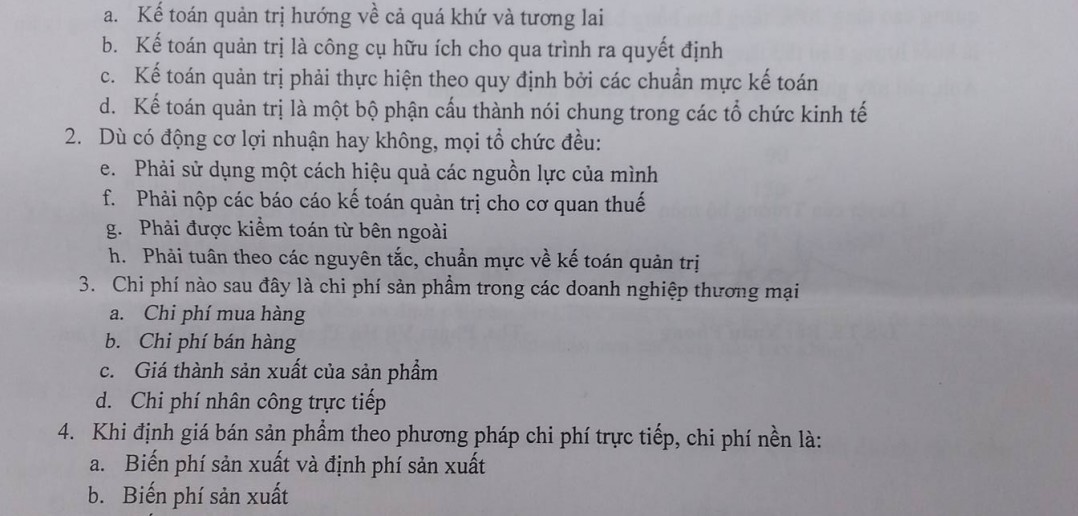 a. Kế toán quản trị hướng về cả quá khứ và tương lai
b. Kế toán quản trị là công cụ hữu ích cho qua trình ra quyết định
c. Kế toán quản trị phải thực hiện theo quy định bởi các chuẩn mực kế toán
d. Kế toán quản trị là một bộ phận cấu thành nói chung trong các tổ chức kinh tế
2. Dù có động cơ lợi nhuận hay không, mọi tổ chức đều:
e. Phải sử dụng một cách hiệu quả các nguồn lực của mình
f. Phải nộp các báo cáo kế toán quản trị cho cơ quan thuế
g. Phải được kiểm toán từ bên ngoài
h. Phải tuân theo các nguyên tắc, chuẩn mực về kế toán quản trị
3. Chi phí nào sau đây là chi phí sản phẩm trong các doanh nghiệp thương mại
a. Chi phí mua hàng
b. Chi phí bán hàng
c. Giá thành sản xuất của sản phẩm
d. Chi phí nhân công trực tiếp
4. Khi định giá bán sản phẩm theo phương pháp chi phí trực tiếp, chi phí nền là:
a. Biến phí sản xuất và định phí sản xuất
b. Biến phí sản xuất